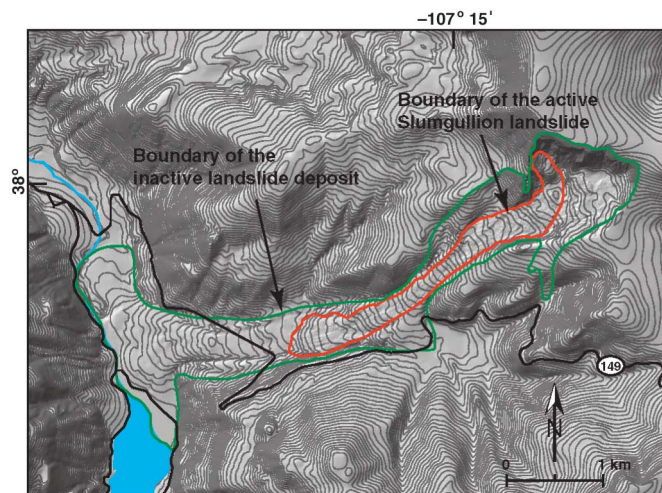 −107° 15'
Boundary of the active
Slumgullion landslide
Boundary of the
inactive landslide deposit
38°
149
N
0 1 km